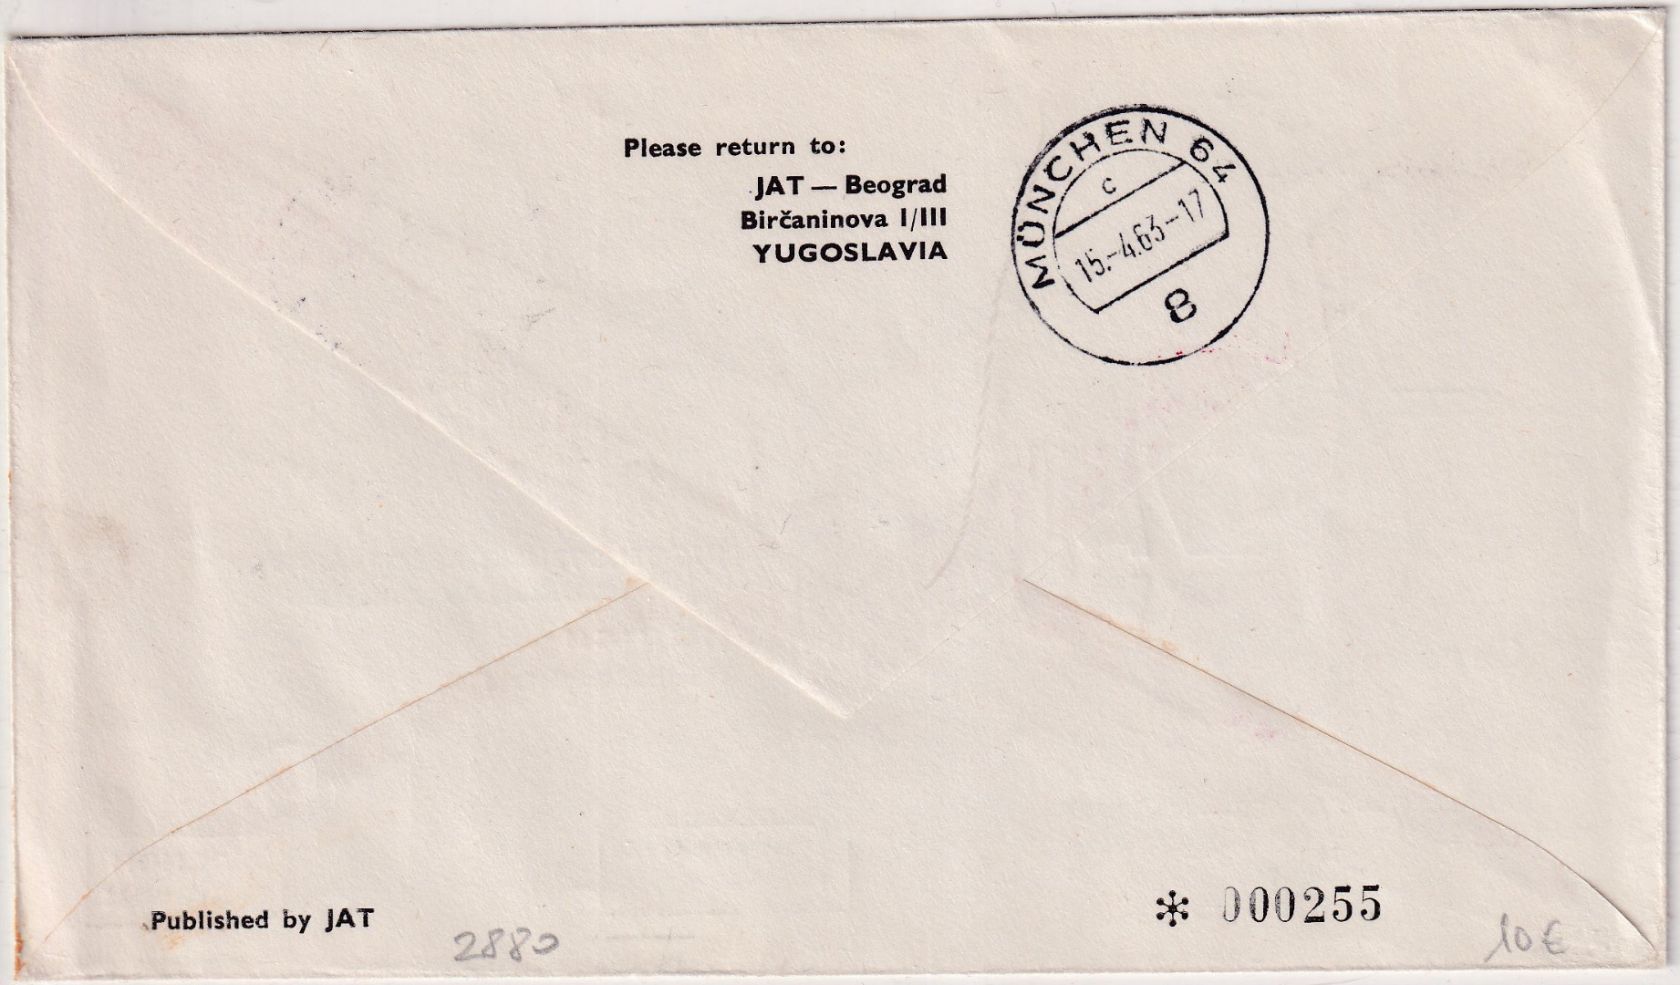 Please return to:
JAT — Beograd
Birčaninova I/III
YUGOSLAVIA
MÜNCHEN 64
c
15.-4.63-17
8
Published by JAT
2880
* 000255
10€